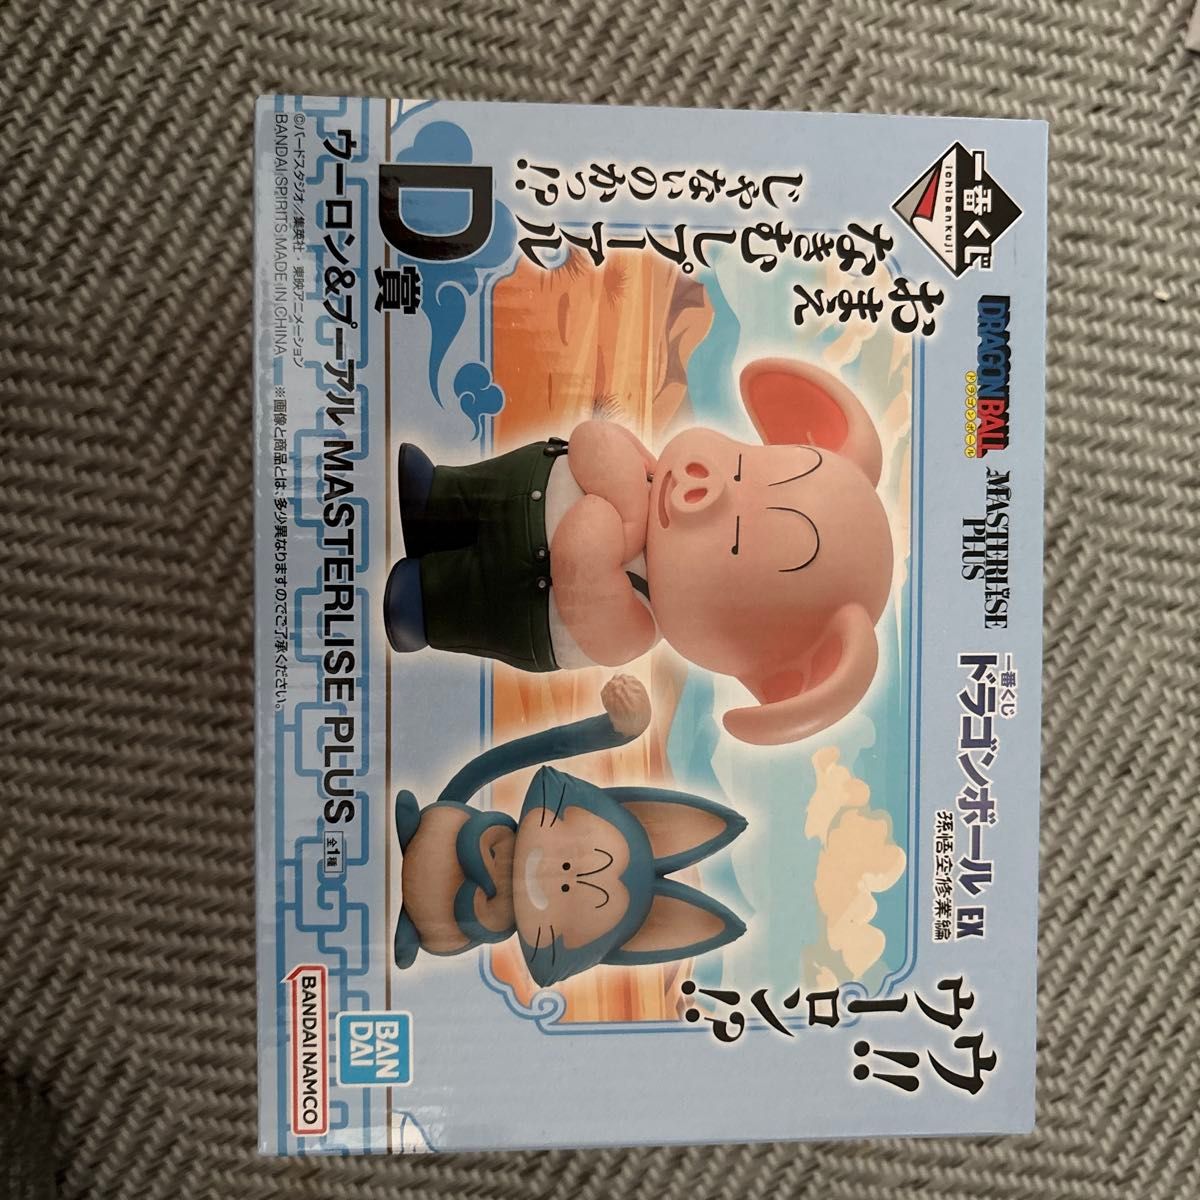 一番くじ
ichibankuji
DRAGON BALL
ドラゴンボール
MASTERLISE
PLUS
一番くじ
ドラゴンボール EX
孫悟空修業編
おまえ
なきむしプーアル
じゃないのかっ!?
ウウ!!
ウーロン!?
D賞
ウーロン&プーアル MASTERLISE PLUS 全1種
©バードスタジオ/集英社・東映アニメーション
BANDAI SPIRITS MADE IN CHINA
※画像と商品とは、多少異なりますのでご了承ください。
BAN
DAI
BANDAI NAMCO